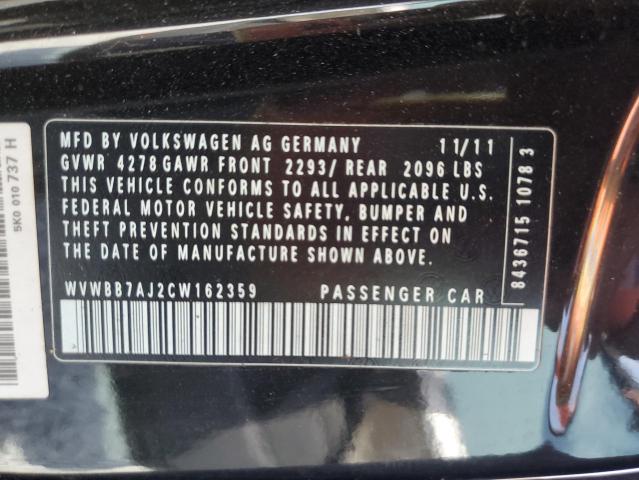 MFD BY VOLKSWAGEN AG GERMANY 11/11
GVWR 4278 GAWR FRONT 2293/ REAR 2096 LBS
THIS VEHICLE CONFORMS TO ALL APPLICABLE U.S.
FEDERAL MOTOR VEHICLE SAFETY, BUMPER AND
THEFT PREVENTION STANDARDS IN EFFECT ON
THE DATE OF MANUFACTURE SHOWN ABOVE.
WVWBB7AJ2CW162359 PASSENGER CAR
8436715 1078 3
5K0 010 737 H